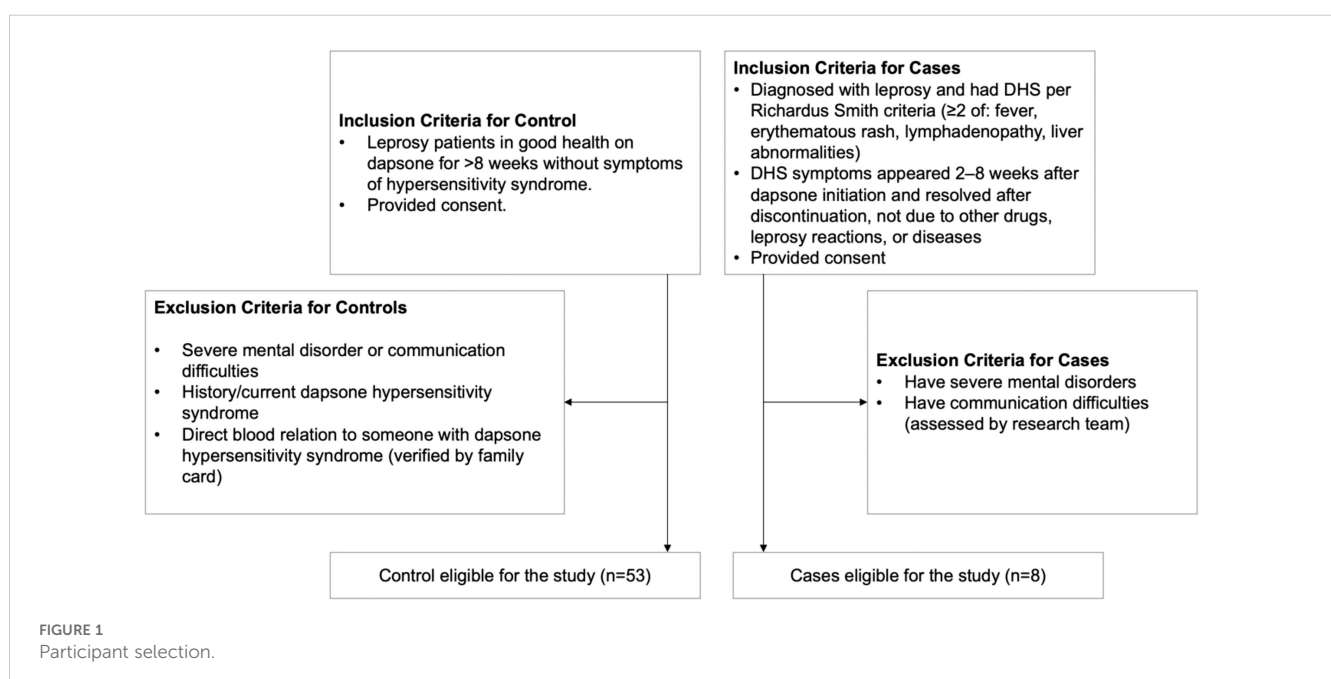 Inclusion Criteria for Control
• Leprosy patients in good health on
dapsone for >8 weeks without symptoms
of hypersensitivity syndrome.
• Provided consent.
Inclusion Criteria for Cases
• Diagnosed with leprosy and had DHS per
Richardus Smith criteria (≥2 of: fever,
erythematous rash, lymphadenopathy, liver
abnormalities)
• DHS symptoms appeared 2–8 weeks after
dapsone initiation and resolved after
discontinuation, not due to other drugs,
leprosy reactions, or diseases
• Provided consent
Exclusion Criteria for Controls
• Severe mental disorder or communication
difficulties
• History/current dapsone hypersensitivity
syndrome
• Direct blood relation to someone with dapsone
hypersensitivity syndrome (verified by family
card)
Exclusion Criteria for Cases
• Have severe mental disorders
• Have communication difficulties
(assessed by research team)
Control eligible for the study (n=53)
Cases eligible for the study (n=8)
FIGURE 1
Participant selection.